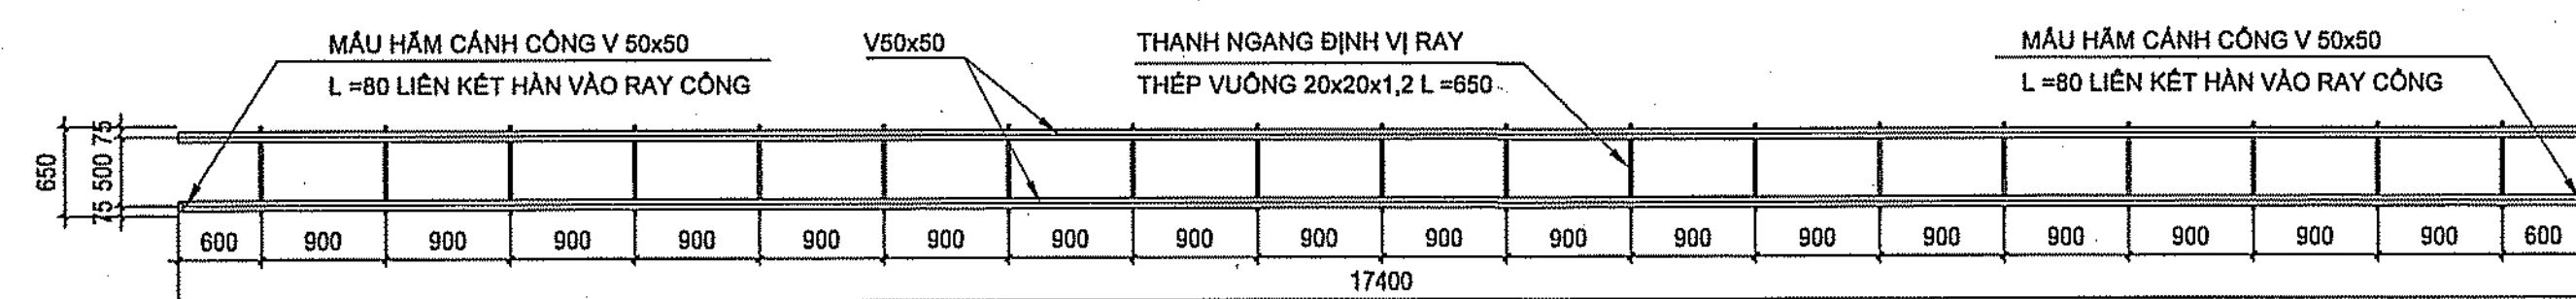 MẤU HÃM CÁNH CỔNG V 50x50
L =80 LIÊN KẾT HÀN VÀO RAY CỔNG
V50x50
THANH NGANG ĐỊNH VỊ RAY
THÉP VUÔNG 20x20x1,2 L =650
MẤU HÃM CÁNH CỔNG V 50x50
L =80 LIÊN KẾT HÀN VÀO RAY CỔNG
650
75 500 75
600 900 900 900 900 900 900 900 900 900 900 900 900 900 900 900 900 900 900 600
17400